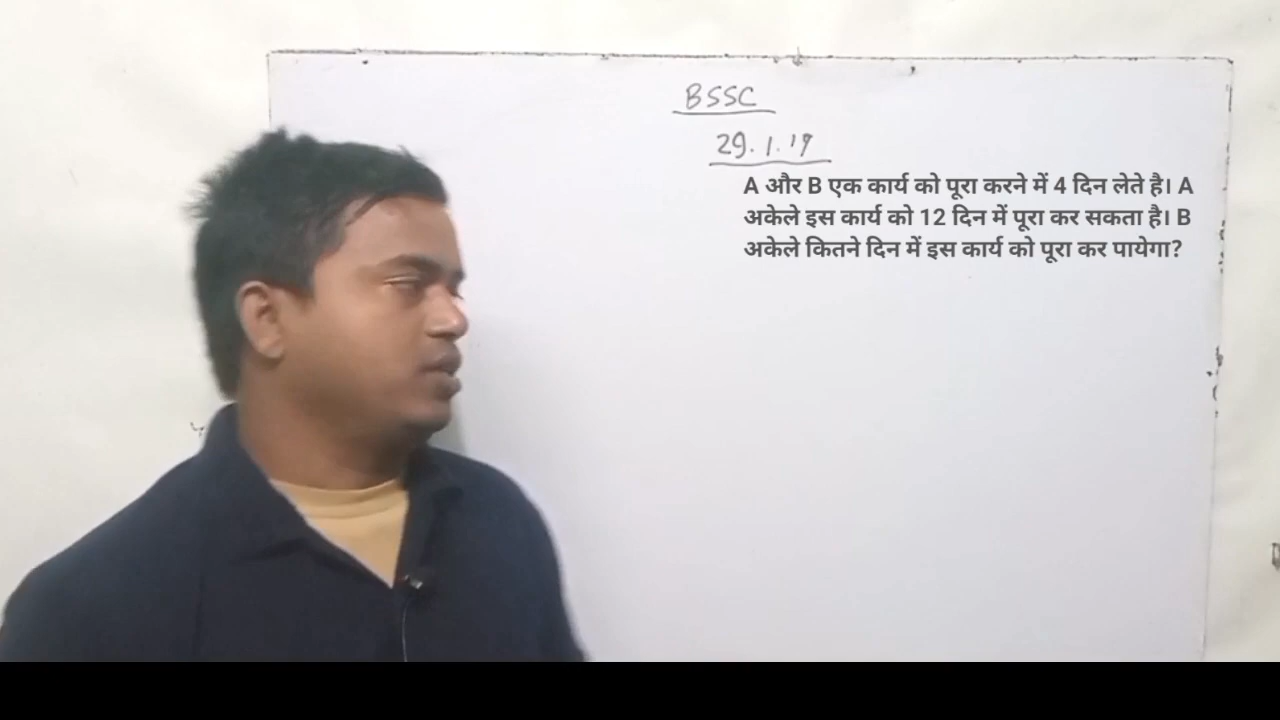 BSSC
29.1.19
A और B एक कार्य को पूरा करने में 4 दिन लेते है। A
अकेले इस कार्य को 12 दिन में पूरा कर सकता है। B
अकेले कितने दिन में इस कार्य को पूरा कर पायेगा?